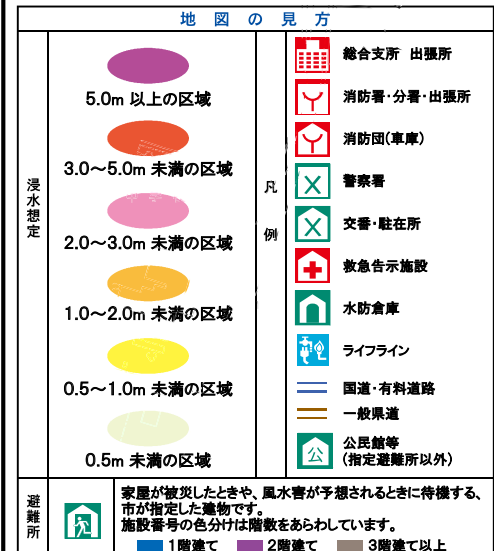 地図の見方
浸水想定
5.0m 以上の区域
3.0～5.0m 未満の区域
2.0～3.0m 未満の区域
1.0～2.0m 未満の区域
0.5～1.0m 未満の区域
0.5m 未満の区域
凡例
総合支所 出張所
消防署・分署・出張所
消防団(車庫)
警察署
交番・駐在所
救急告示施設
水防倉庫
ライフライン
国道・有料道路
一般県道
公
公民館等
(指定避難所以外)
避難所
家屋が被災したときや、風水害が予想されるときに待機する、
市が指定した建物です。
施設番号の色分けは階数をあらわしています。
1階建て 2階建て 3階建て以上